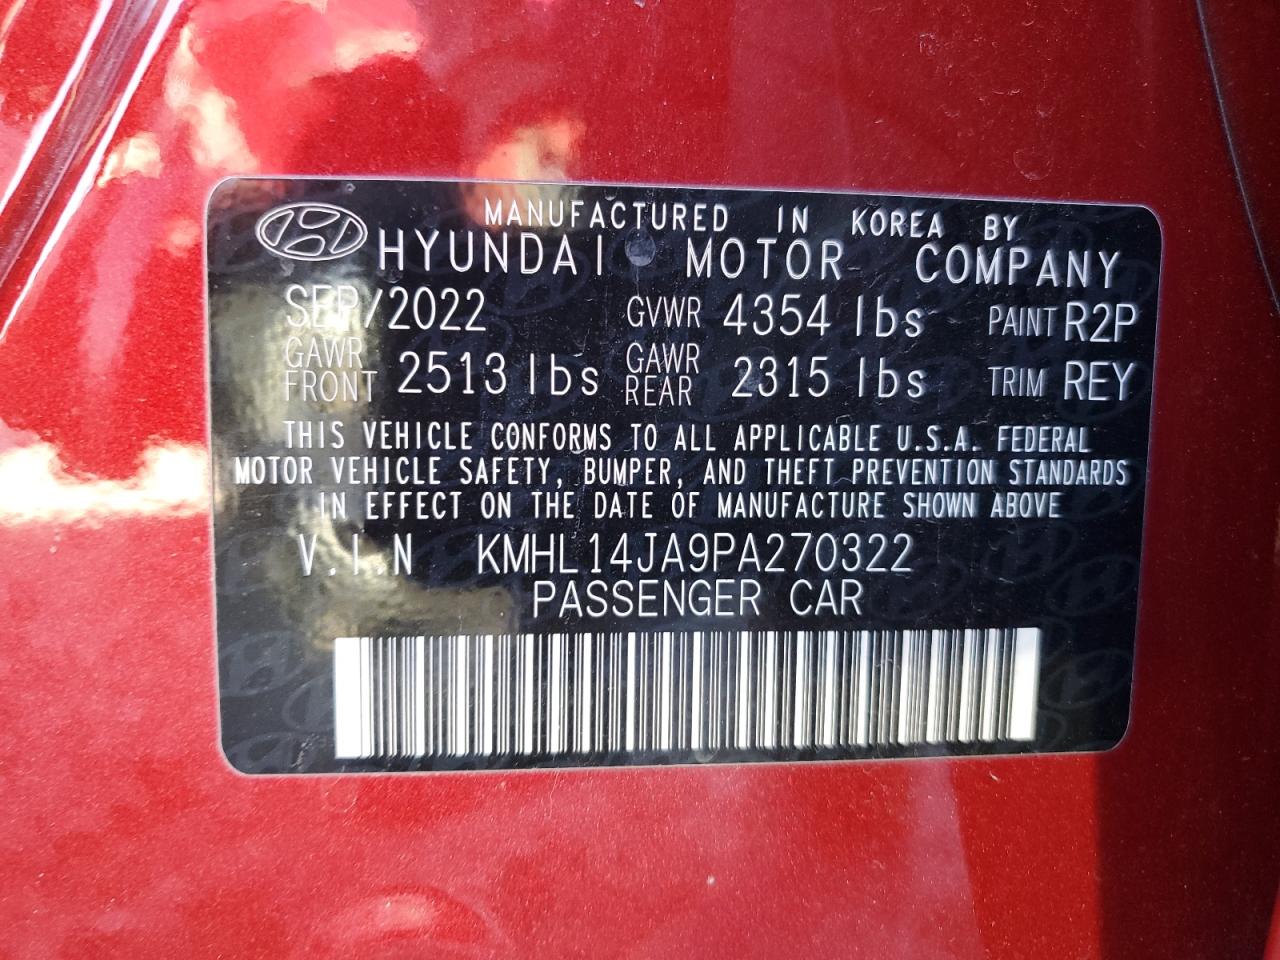 MANUFACTURED IN KOREA BY
HYUNDAI MOTOR COMPANY
SEP/2022 GVWR 4354 lbs PAINT R2P
GAWR FRONT 2513 lbs GAWR REAR 2315 lbs TRIM REY
THIS VEHICLE CONFORMS TO ALL APPLICABLE U.S.A. FEDERAL
MOTOR VEHICLE SAFETY, BUMPER, AND THEFT PREVENTION STANDARDS
IN EFFECT ON THE DATE OF MANUFACTURE SHOWN ABOVE
V.I.N KMHL14JA9PA270322
PASSENGER CAR